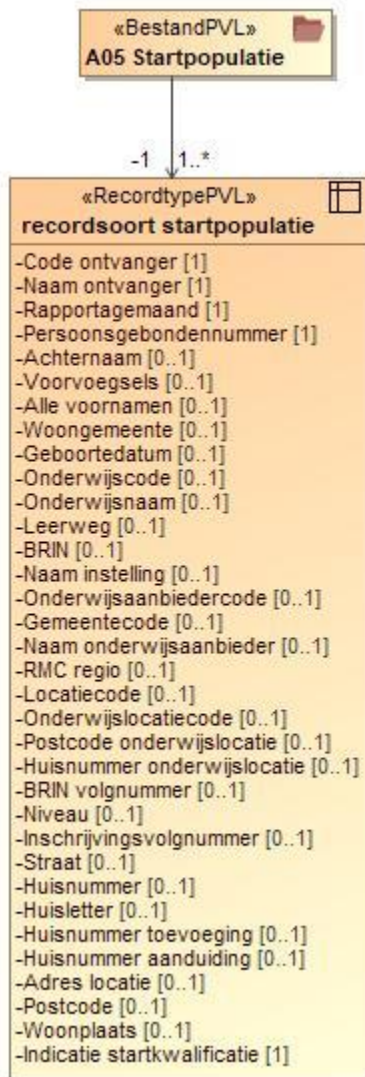 «BestandPVL»
A05 Startpopulatie
-1 1..*
«RecordtypePVL»
recordsoort startpopulatie
-Code ontvanger [1]
-Naam ontvanger [1]
-Rapportagemaand [1]
-Persoonsgebondennummer [1]
-Achternaam [0..1]
-Voorvoegsels [0..1]
-Alle voornamen [0..1]
-Woongemeente [0..1]
-Geboortedatum [0..1]
-Onderwijscode [0..1]
-Onderwijsnaam [0..1]
-Leerweg [0..1]
-BRIN [0..1]
-Naam instelling [0..1]
-Onderwijsaanbiedercode [0..1]
-Gemeentecode [0..1]
-Naam onderwijsaanbieder [0..1]
-RMC regio [0..1]
-Locatiecode [0..1]
-Onderwijslocatiecode [0..1]
-Postcode onderwijslocatie [0..1]
-Huisnummer onderwijslocatie [0..1]
-BRIN volgnummer [0..1]
-Niveau [0..1]
-Inschrijvingsvolgnummer [0..1]
-Straat [0..1]
-Huisnummer [0..1]
-Huisletter [0..1]
-Huisnummer toevoeging [0..1]
-Huisnummer aanduiding [0..1]
-Adres locatie [0..1]
-Postcode [0..1]
-Woonplaats [0..1]
-Indicatie startkwalificatie [1]